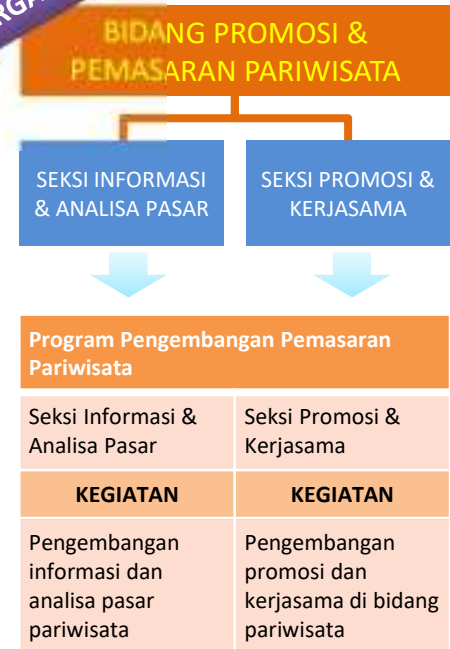 BIDANG PROMOSI &
PEMASARAN PARIWISATA
SEKSI INFORMASI
& ANALISA PASAR
SEKSI PROMOSI &
KERJASAMA
Program Pengembangan Pemasaran
Pariwisata
Seksi Informasi &
Analisa Pasar
Seksi Promosi &
Kerjasama
KEGIATAN
KEGIATAN
Pengembangan
informasi dan
analisa pasar
pariwisata
Pengembangan
promosi dan
kerjasama di bidang
pariwisata